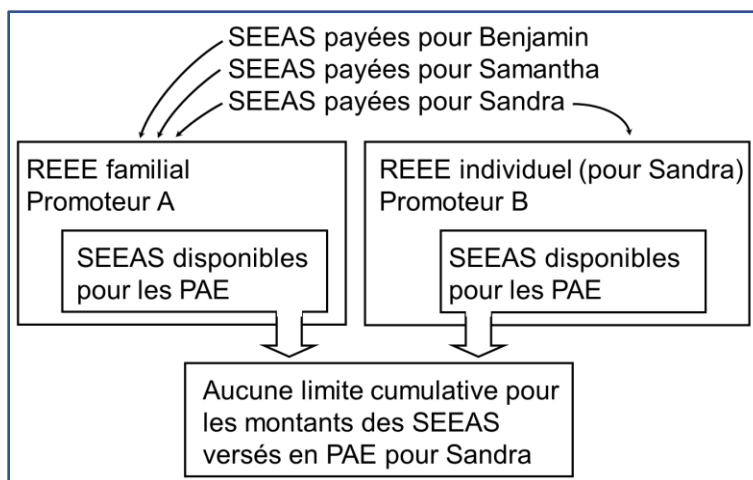 SEEAS payées pour Benjamin
SEEAS payées pour Samantha
SEEAS payées pour Sandra
REEE familial
Promoteur A
SEEAS disponibles
pour les PAE
REEE individuel (pour Sandra)
Promoteur B
SEEAS disponibles
pour les PAE
Aucune limite cumulative pour
les montants des SEEAS
versés en PAE pour Sandra